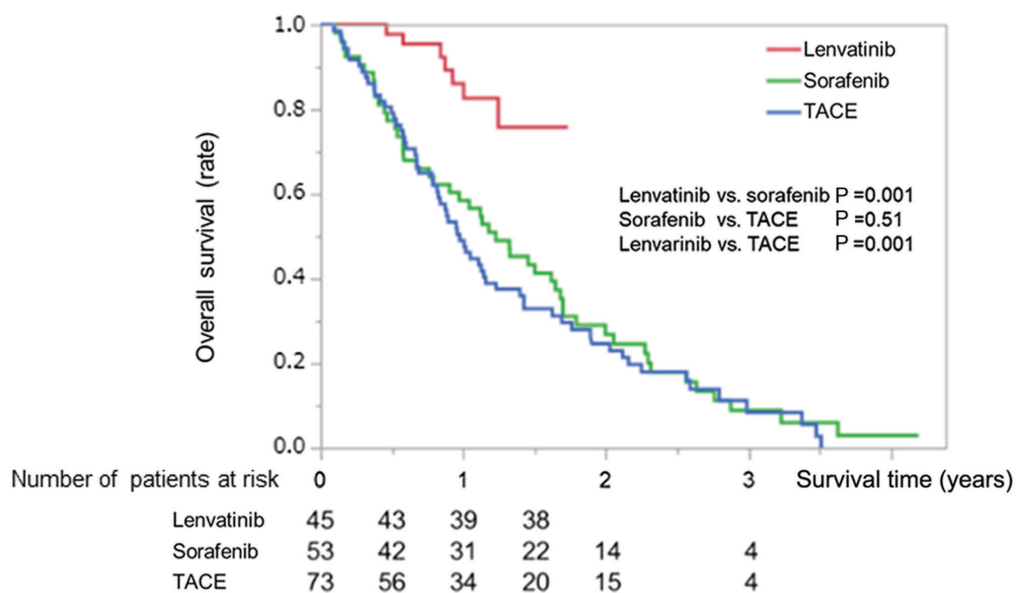 1.0
0.8
0.6
0.4
0.2
0.0
Overall survival (rate)
Lenvatinib
Sorafenib
TACE
Lenvatinib vs. sorafenib P =0.001
Sorafenib vs. TACE P =0.51
Lenvarinib vs. TACE P =0.001
Number of patients at risk 0 1 2 3 Survival time (years)
Lenvatinib 45 43 39 38
Sorafenib 53 42 31 22 14 4
TACE 73 56 34 20 15 4